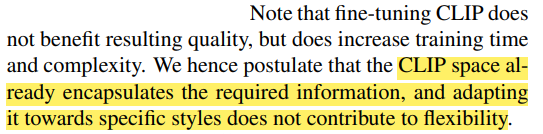 Note that fine-tuning CLIP does
not benefit resulting quality, but does increase training time
and complexity. We hence postulate that the CLIP space al-
ready encapsulates the required information, and adapting
it towards specific styles does not contribute to flexibility.